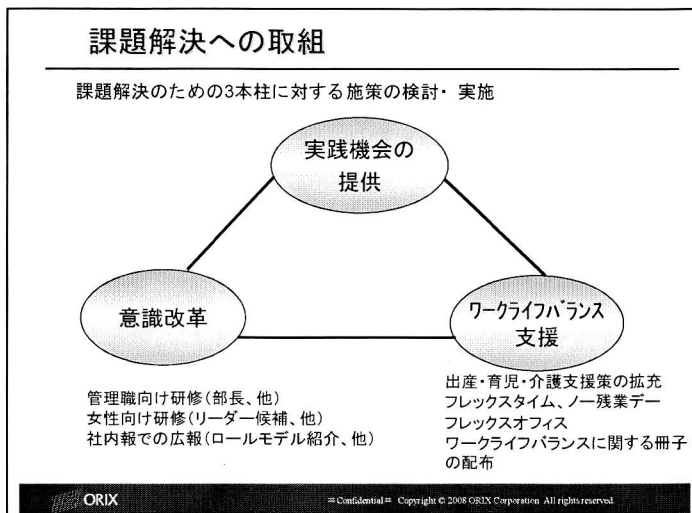 課題解決への取組
課題解決のための3本柱に対する施策の検討・ 実施
実践機会の
提供
意識改革
ワークライフバランス
支援
管理職向け研修(部長、他)
女性向け研修(リーダー候補、他)
社内報での広報(ロールモデル紹介、他)
出産・育児・介護支援策の拡充
フレックスタイム、ノー残業デー
フレックスオフィス
ワークライフバランスに関する冊子
の配布
ORIX
= Confidential = Copyright © 2008 ORIX Corporation All rights reserved.